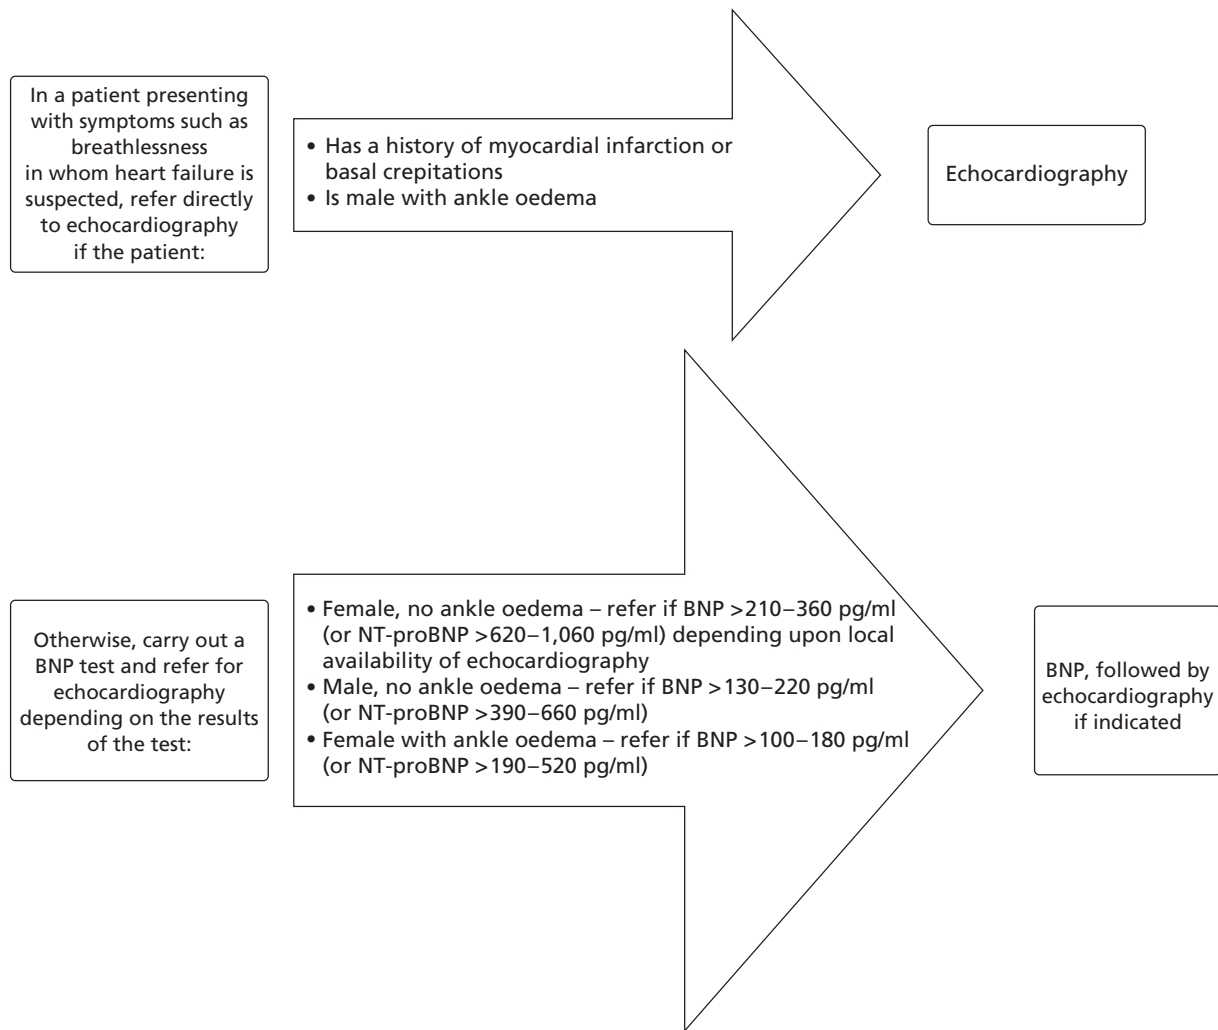 In a patient presenting
with symptoms such as
breathlessness
in whom heart failure is
suspected, refer directly
to echocardiography
if the patient:
• Has a history of myocardial infarction or
basal crepitations
• Is male with ankle oedema
Echocardiography
Otherwise, carry out a
BNP test and refer for
echocardiography
depending on the results
of the test:
• Female, no ankle oedema – refer if BNP >210–360 pg/ml
(or NT-proBNP >620–1,060 pg/ml) depending upon local
availability of echocardiography
• Male, no ankle oedema – refer if BNP >130–220 pg/ml
(or NT-proBNP >390–660 pg/ml)
• Female with ankle oedema – refer if BNP >100–180 pg/ml
(or NT-proBNP >190–520 pg/ml)
BNP, followed by
echocardiography
if indicated